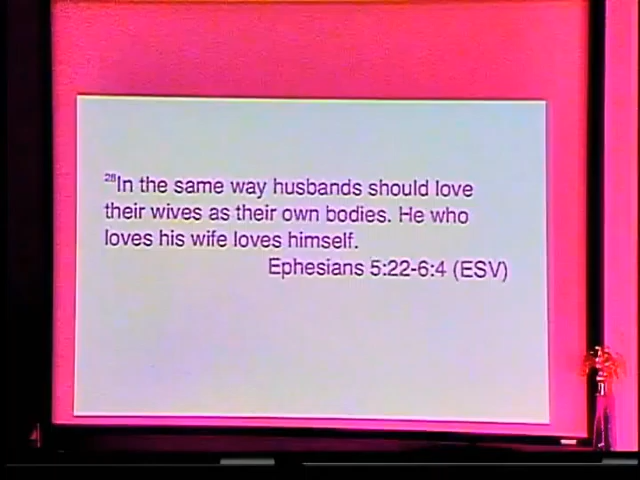 28In the same way husbands should love
their wives as their own bodies. He who
loves his wife loves himself.
Ephesians 5:22-6:4 (ESV)